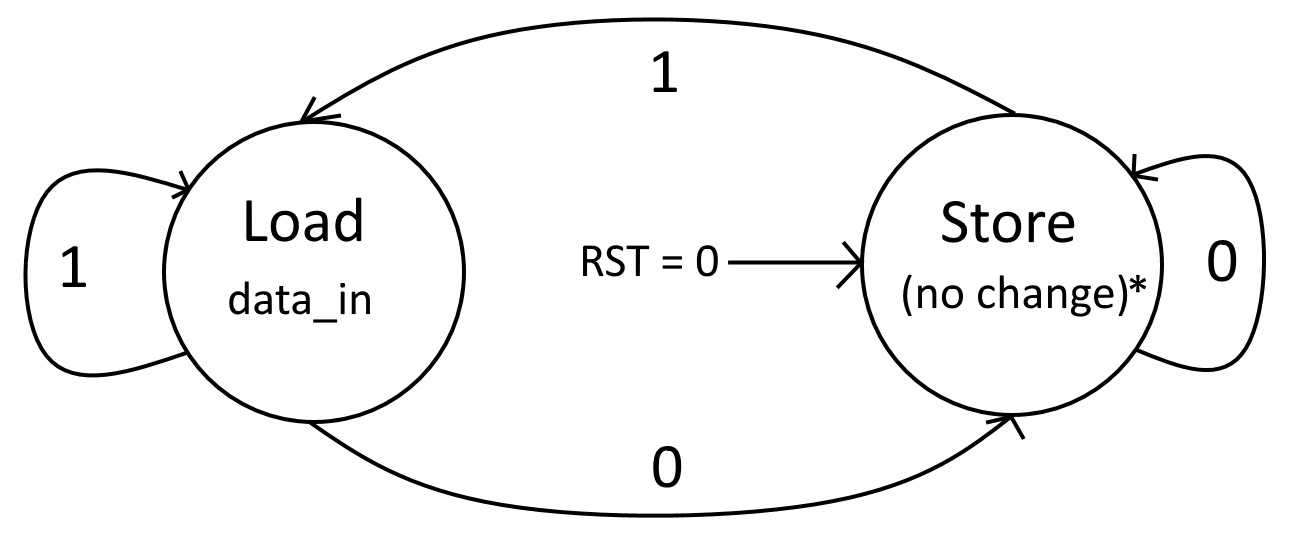 1
Load
data_in
1
RST = 0
Store
(no change)*
0
0